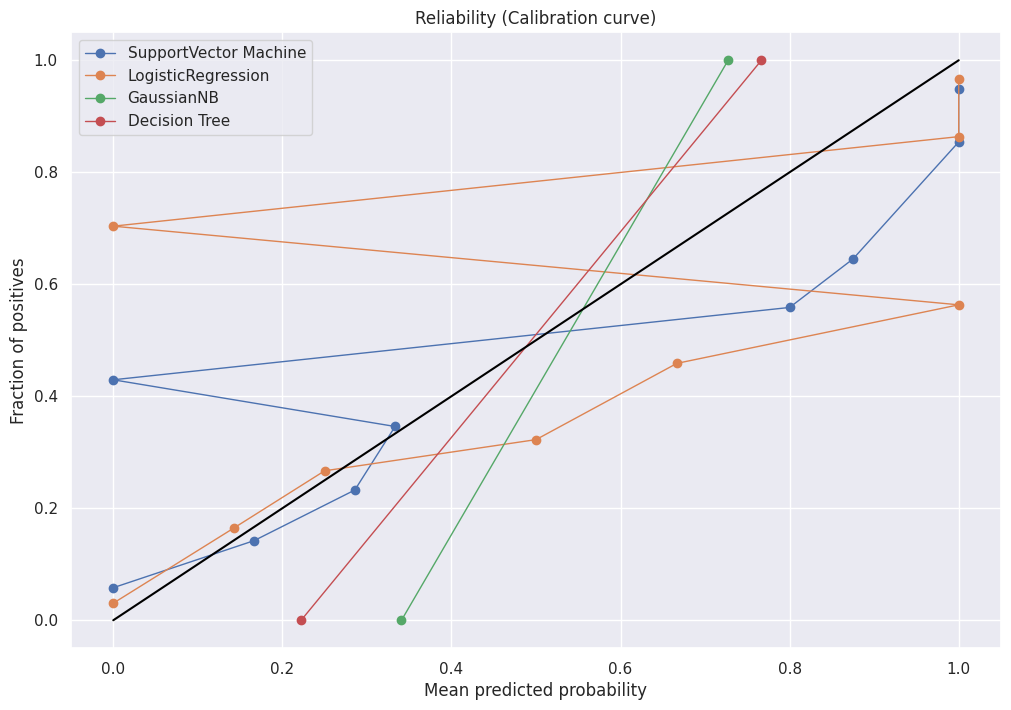 Reliability (Calibration curve)
SupportVector Machine
LogisticRegression
GaussianNB
Decision Tree
Fraction of positives
1.0
0.8
0.6
0.4
0.2
0.0
0.0 0.2 0.4 0.6 0.8 1.0
Mean predicted probability